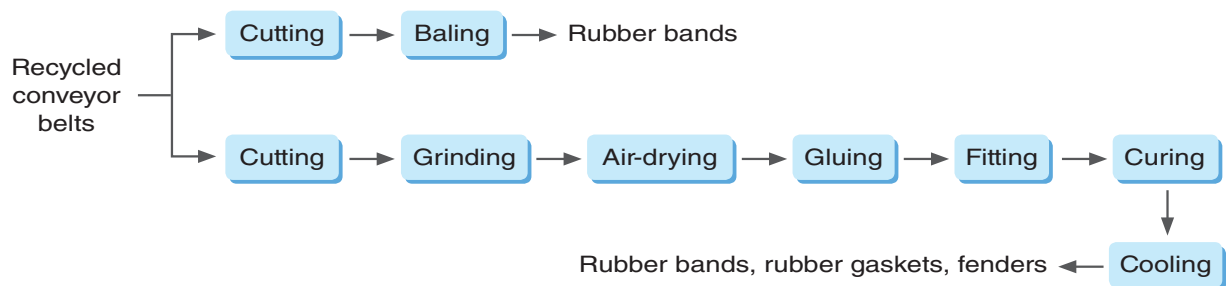 Cutting Baling Rubber bands
Recycled
conveyor
belts
Cutting Grinding Air-drying Gluing Fitting Curing
Rubber bands, rubber gaskets, fenders Cooling